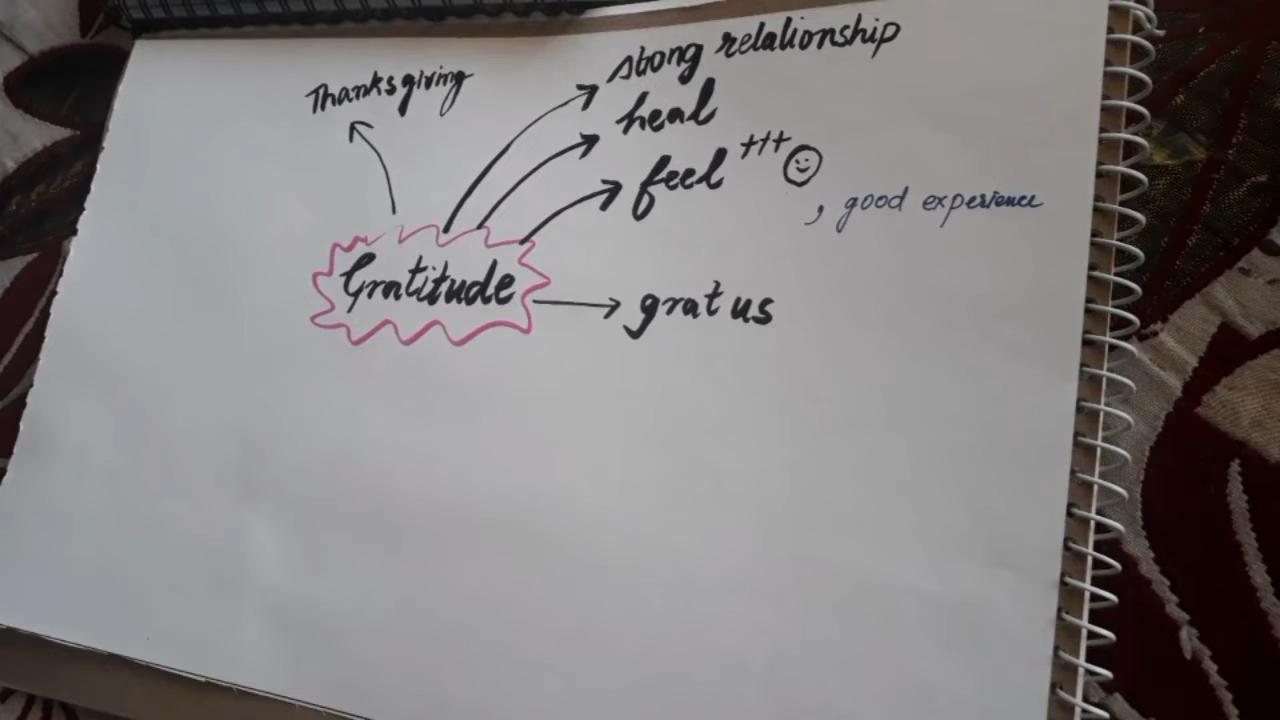 Thanksgiving
stong relationship
heal
feel +++ ☺
, good experience
Gratitude
gratus